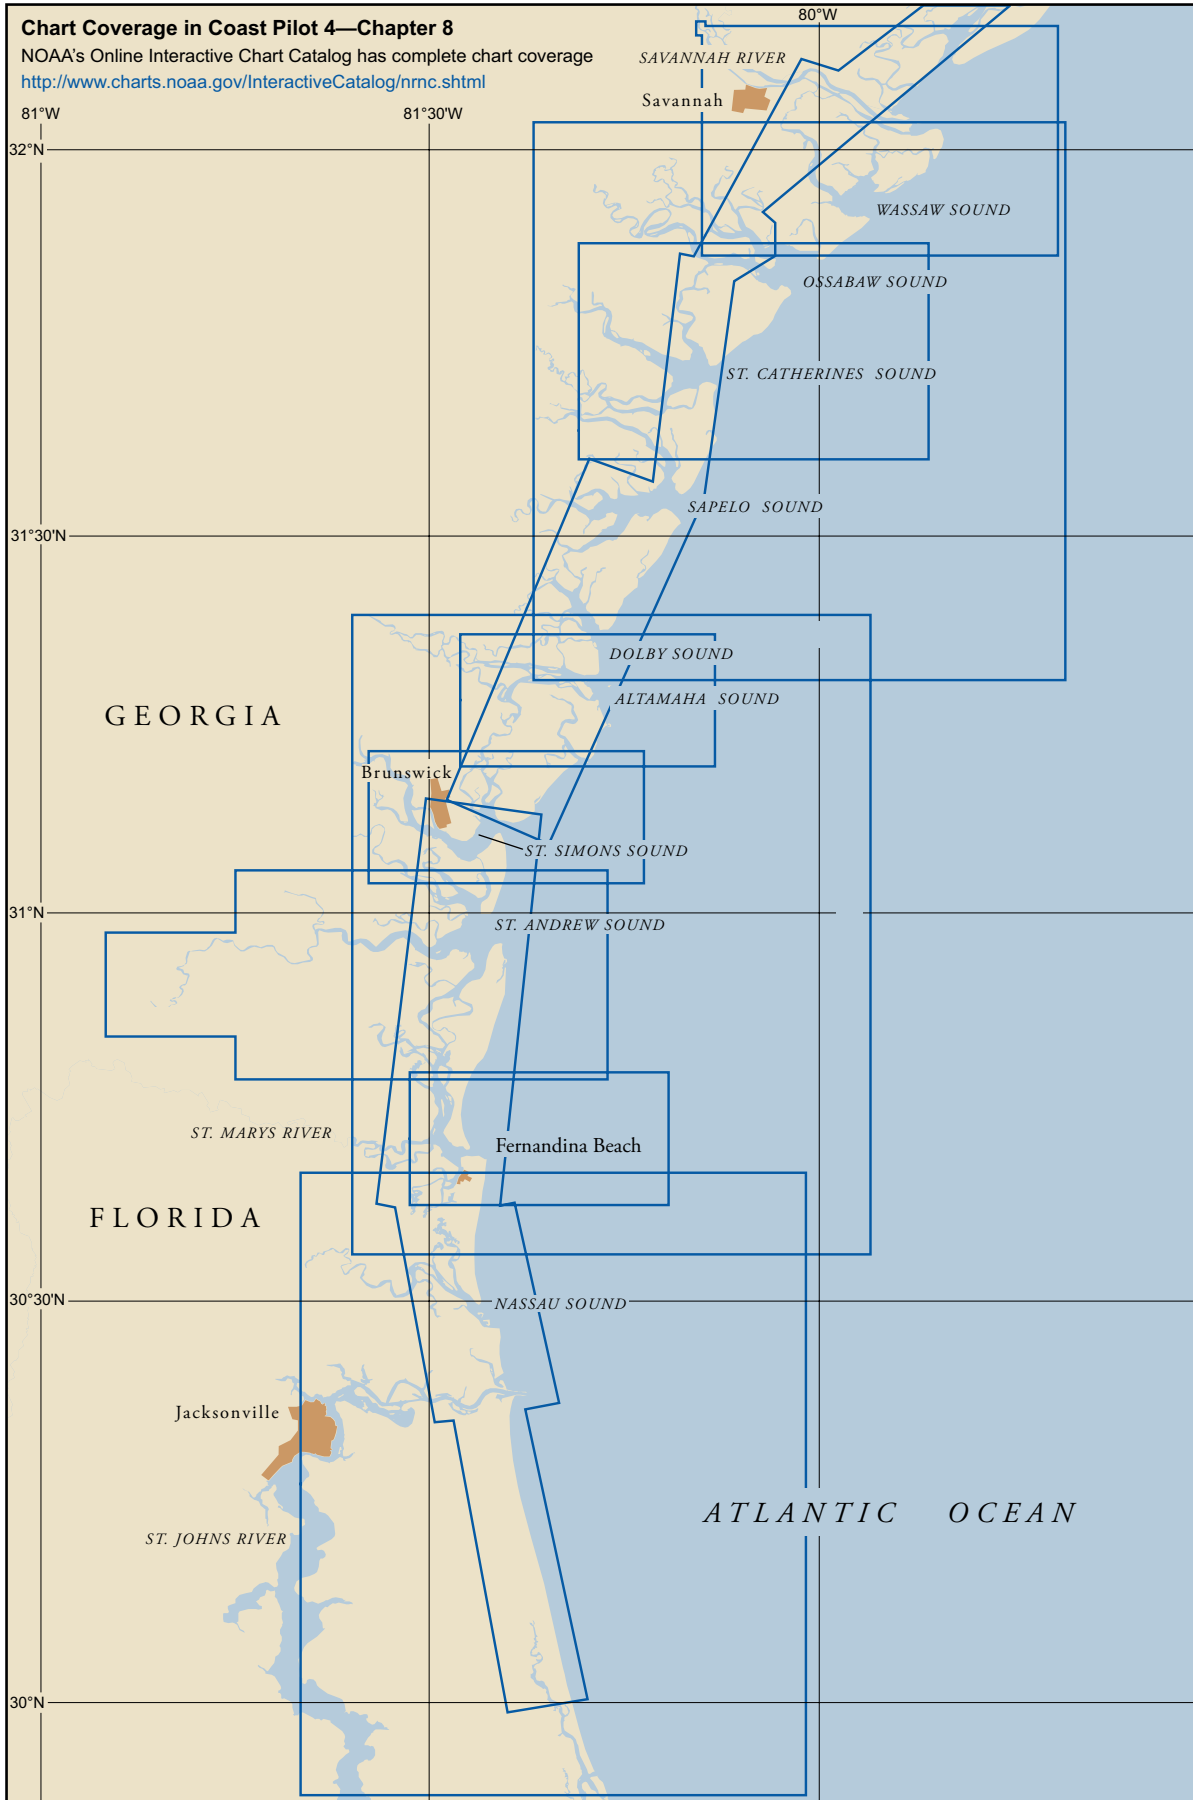 Chart Coverage in Coast Pilot 4—Chapter 8
NOAA's Online Interactive Chart Catalog has complete chart coverage
http://www.charts.noaa.gov/InteractiveCatalog/nrnc.shtml
81°W
81°30'W
80°W
SAVANNAH RIVER
Savannah
32°N
WASSAW SOUND
OSSABAW SOUND
ST. CATHERINES SOUND
SAPELO SOUND
31°30'N
DOLBY SOUND
ALTAMAHA SOUND
GEORGIA
Brunswick
ST. SIMONS SOUND
31°N
ST. ANDREW SOUND
ST. MARYS RIVER
Fernandina Beach
FLORIDA
30°30'N
NASSAU SOUND
Jacksonville
ATLANTIC OCEAN
ST. JOHNS RIVER
30°N